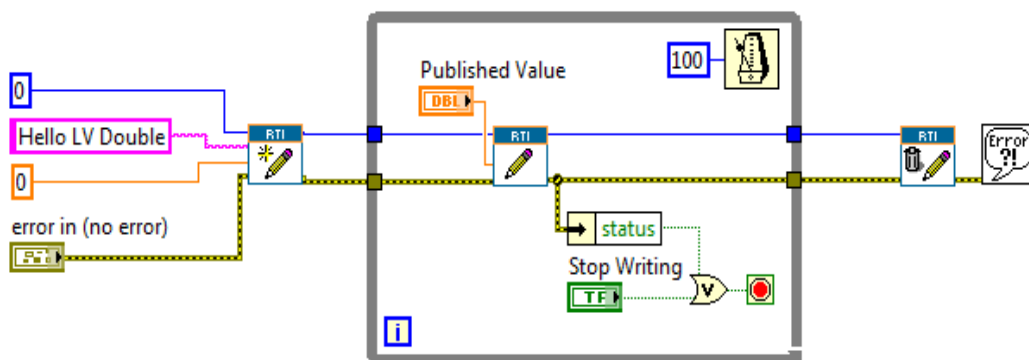 0
Hello LV Double
0
error in (no error)
RTI
Published Value
DBL
100
RTI
status
Stop Writing
TF
V
i
RTI
Error
?!